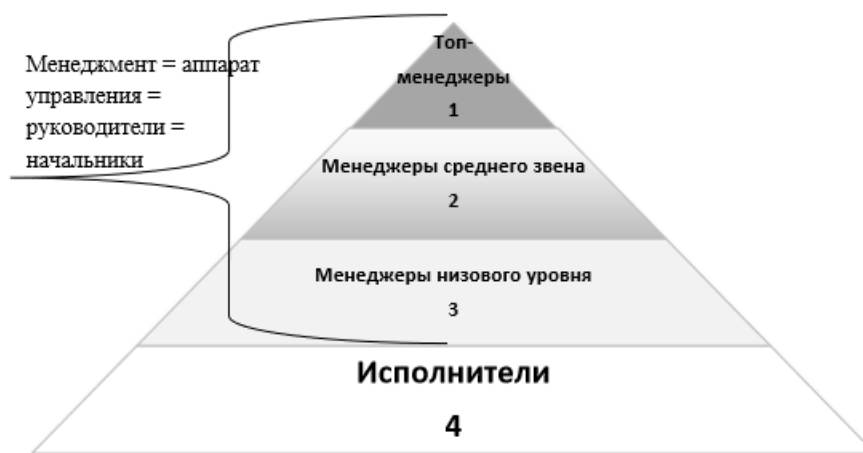 Менеджмент = аппарат
управления =
руководители =
начальники
Топ-
менеджеры
1
Менеджеры среднего звена
2
Менеджеры низового уровня
3
Исполнители
4